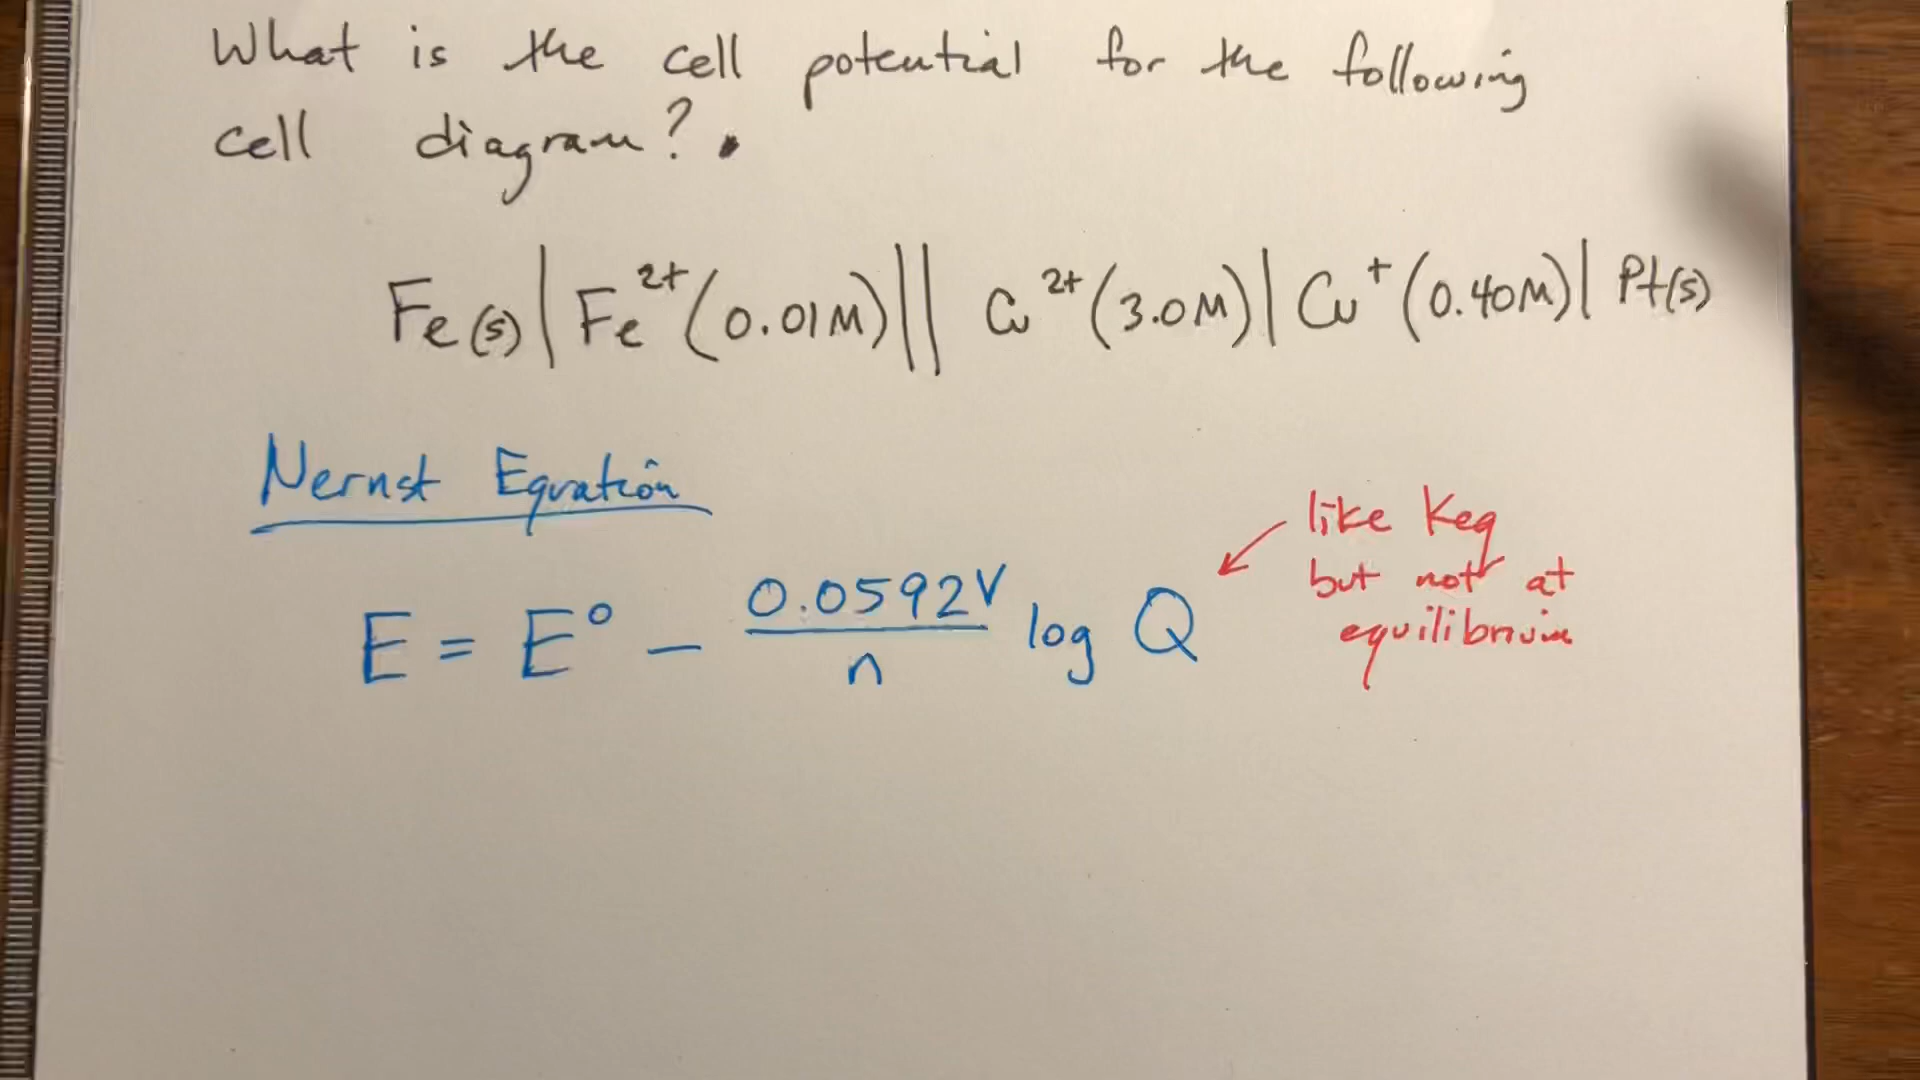 What is the cell potential for the following
cell diagram?
Fe(s)|Fe²⁺(0.01M)||Cu²⁺(3.0M)|Cu⁺(0.40M)|Pt(s)
Nernst Equation
E = E° − 0.0592V/n log Q
like Keq
but not at
equilibrium